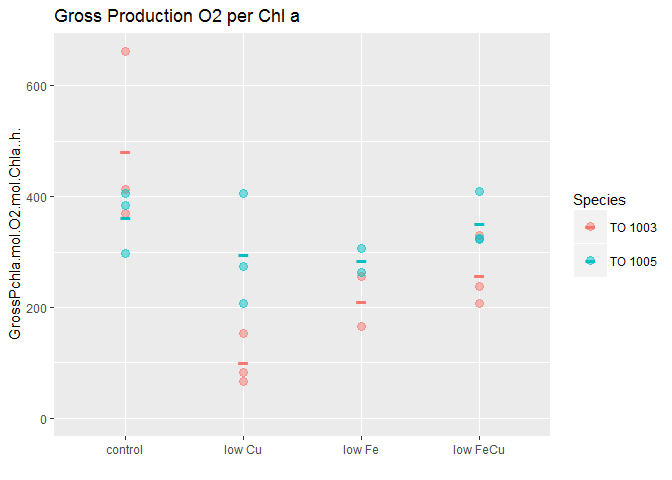 Gross Production O2 per Chl a
GrossPchla.mol.O2.mol.Chla..h.
600
400
200
0
control
low Cu
low Fe
low FeCu
Species
TO 1003
TO 1005